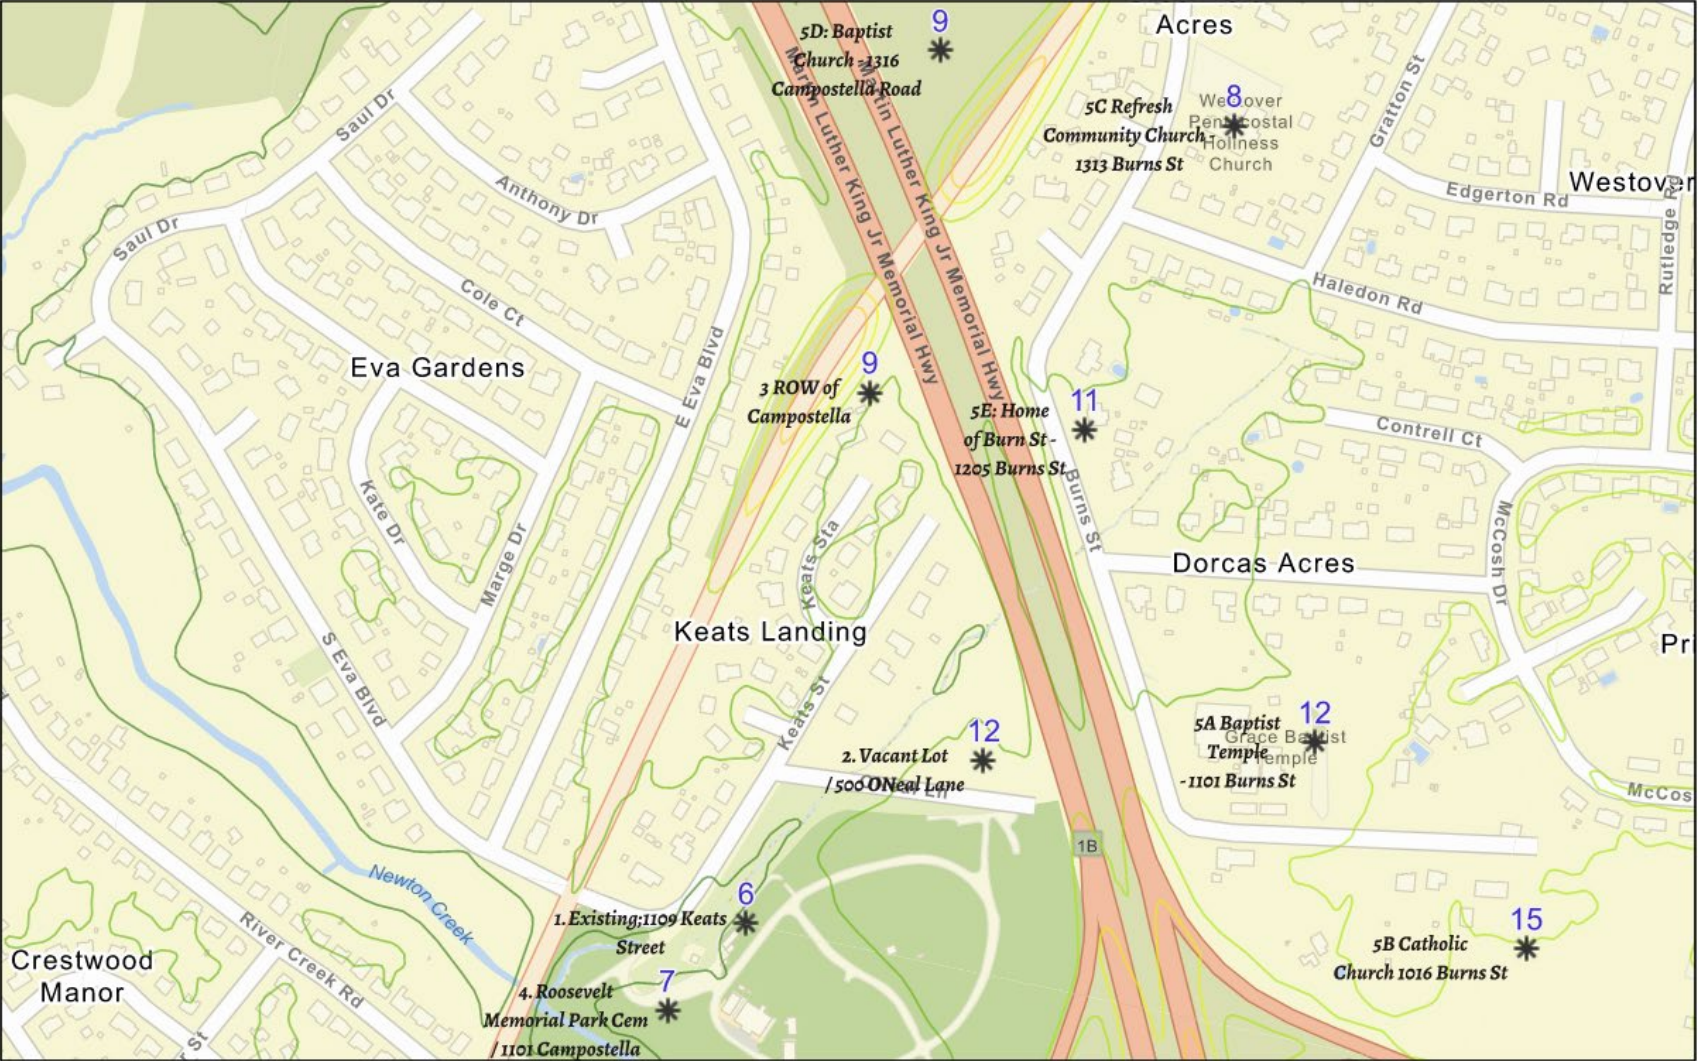 9
5D: Baptist
Church - 1316
Campostella Road
Acres
8
5C Refresh
Community Church -
1313 Burns St
Westover
Pentecostal
Holiness
Church
Gratton St
Edgerton Rd
Westover
Rutledge Rd
Haledon Rd
Saul Dr
Saul Dr
Anthony Dr
Cole Ct
E Eva Blvd
Eva Gardens
Martin Luther King Jr Memorial Hwy
Martin Luther King Jr Memorial Hwy
9
3 ROW of
Campostella
11
5E: Home
of Burn St -
1205 Burns St
Burns St
Contrell Ct
McCosh Dr
Dorcas Acres
Kate Dr
Marge Dr
Keats Sta
Keats Landing
Keats St
S Eva Blvd
Pri
12
2. Vacant Lot
/ 500 ONeal Lane
12
5A Baptist
Temple
- 1101 Burns St
Grace Baptist
Temple
McCos
1B
6
1. Existing;1109 Keats
Street
7
4. Roosevelt
Memorial Park Cem
/ 1101 Campostella
15
5B Catholic
Church 1016 Burns St
Newton Creek
River Creek Rd
Crestwood
Manor
r St